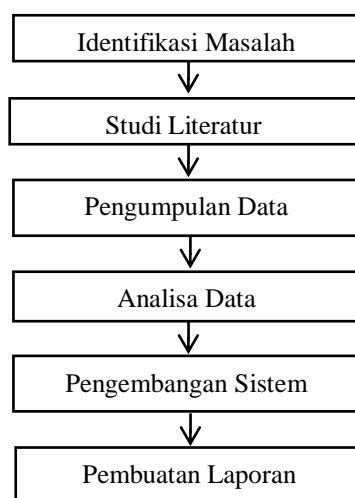 Identifikasi Masalah
Studi Literatur
Pengumpulan Data
Analisa Data
Pengembangan Sistem
Pembuatan Laporan